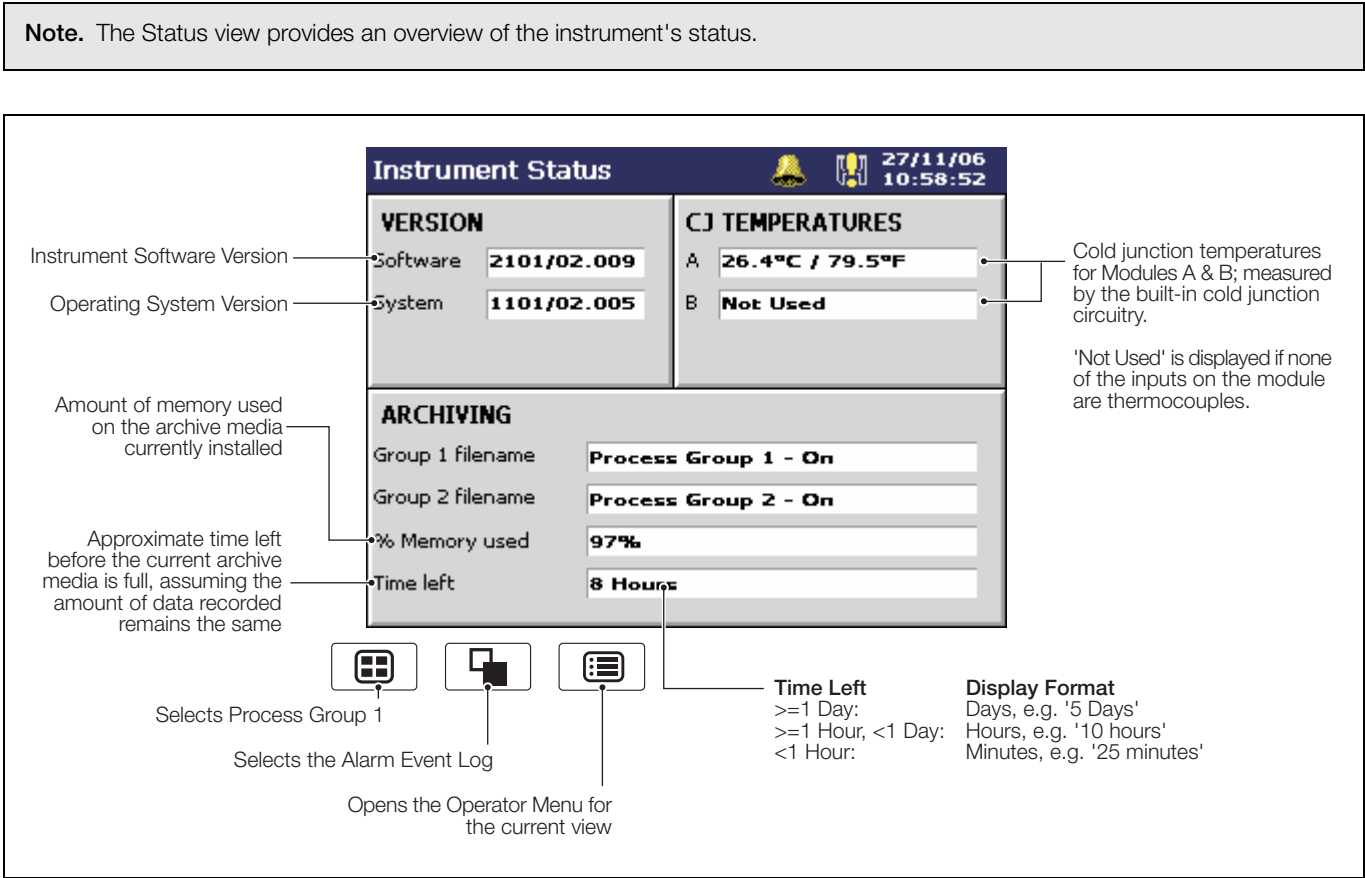 Note. The Status view provides an overview of the instrument's status.
Instrument Status
27/11/06
10:58:52
VERSION
Software 2101/02.009
System 1101/02.005
CJ TEMPERATURES
A 26.4°C / 79.5°F
B Not Used
ARCHIVING
Group 1 filename Process Group 1 - On
Group 2 filename Process Group 2 - On
% Memory used 97%
Time left 8 Hours
Instrument Software Version
Operating System Version
Amount of memory used
on the archive media
currently installed
Approximate time left
before the current archive
media is full, assuming the
amount of data recorded
remains the same
Cold junction temperatures
for Modules A & B; measured
by the built-in cold junction
circuitry.
'Not Used' is displayed if none
of the inputs on the module
are thermocouples.
Selects Process Group 1
Selects the Alarm Event Log
Opens the Operator Menu for
the current view
Time Left Display Format
>=1 Day: Days, e.g. '5 Days'
>=1 Hour, <1 Day: Hours, e.g. '10 hours'
<1 Hour: Minutes, e.g. '25 minutes'